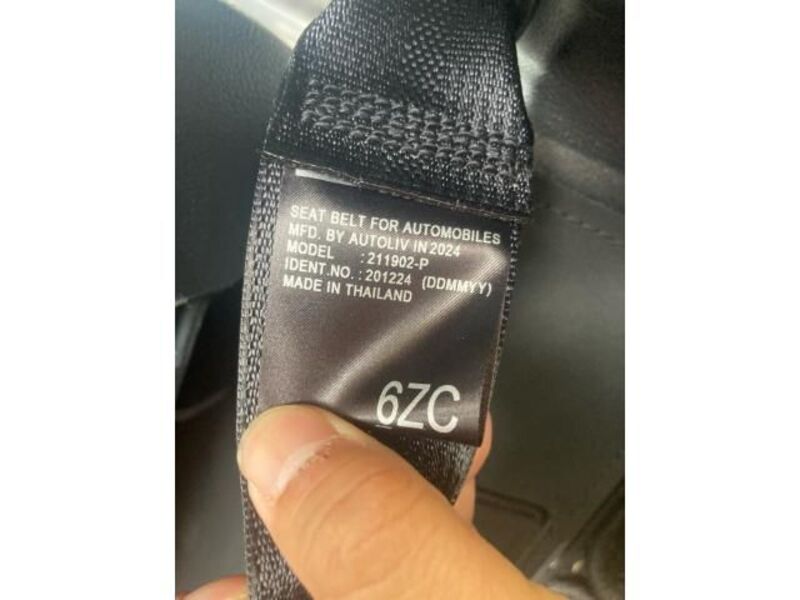 SEAT BELT FOR AUTOMOBILES
MFD. BY AUTOLIV IN 2024
MODEL : 211902-P
IDENT.NO. : 201224 (DDMMYY)
MADE IN THAILAND
6ZC